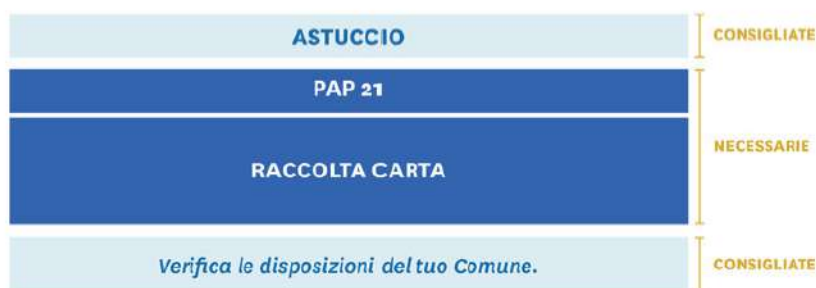 ASTUCCIO
CONSIGLIATE
PAP 21
RACCOLTA CARTA
NECESSARIE
Verifica le disposizioni del tuo Comune.
CONSIGLIATE